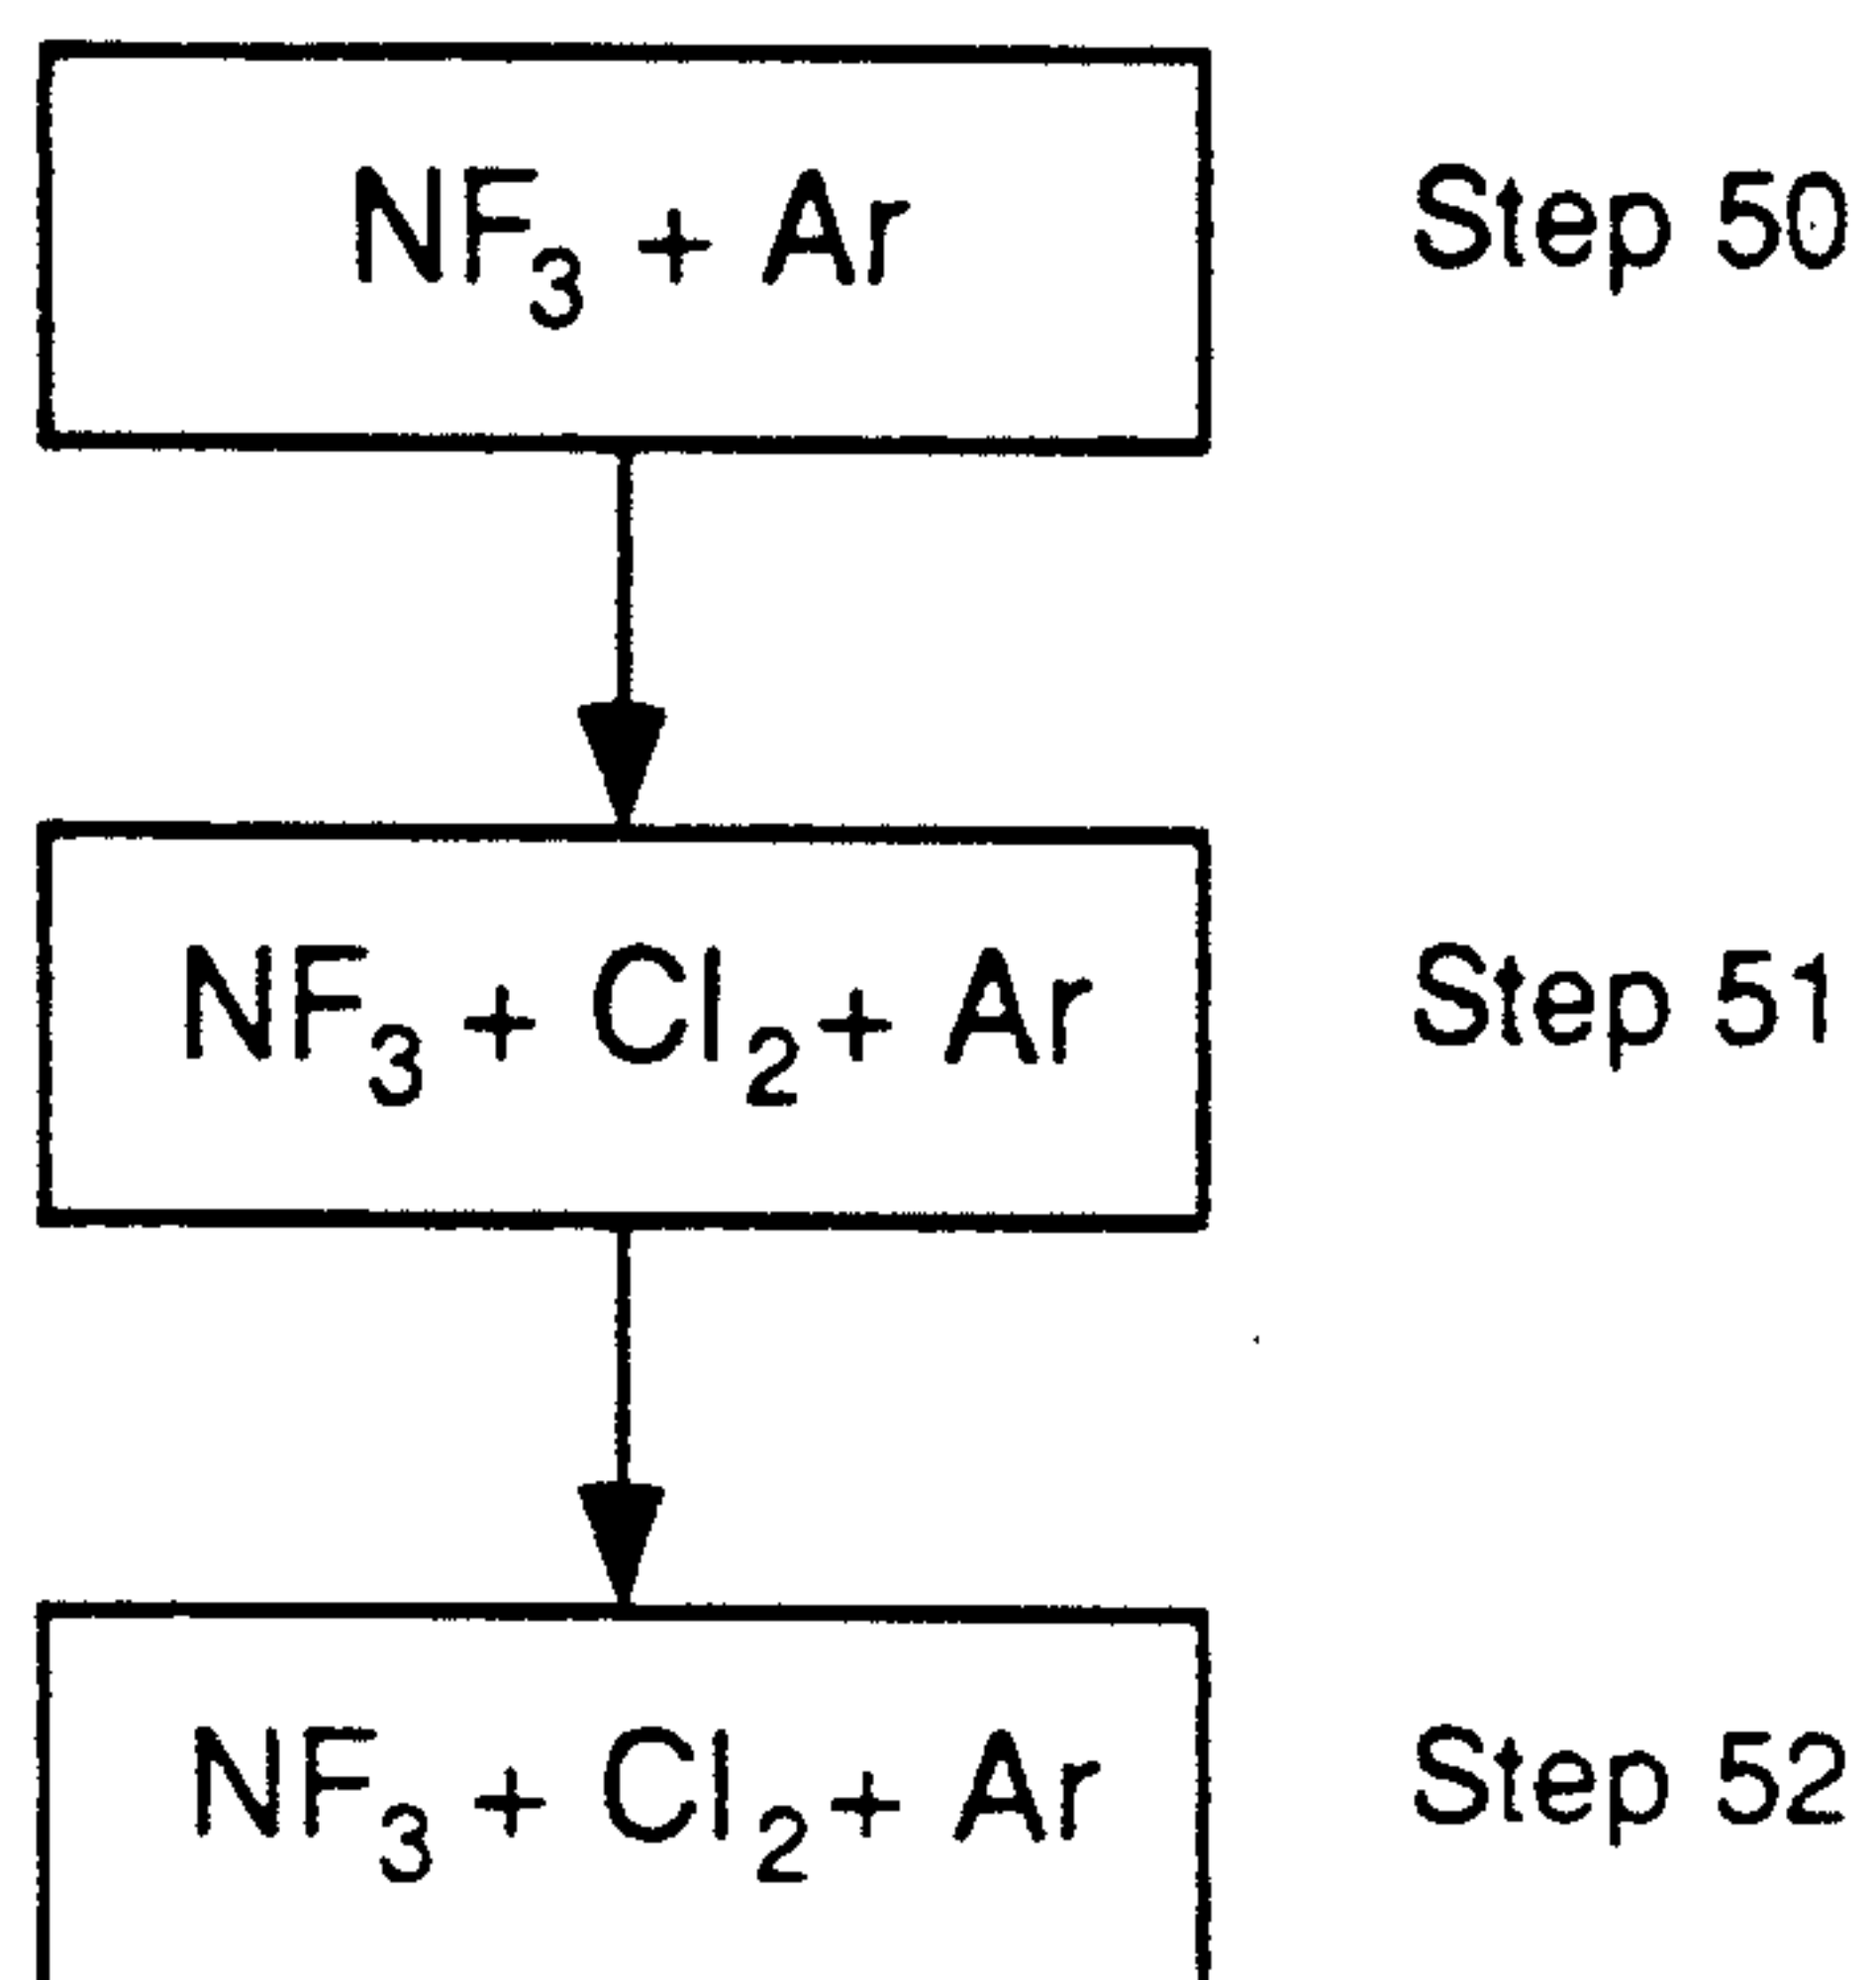 NF₃ + Ar Step 50
NF₃ + Cl₂ + Ar Step 51
NF₃ + Cl₂ + Ar Step 52